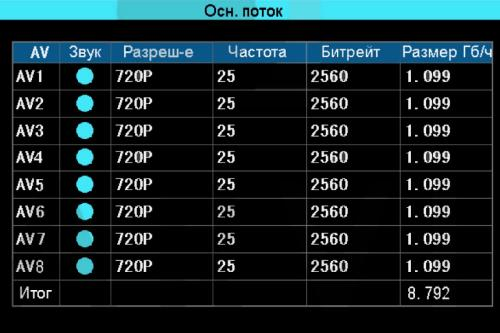 Осн. поток
AV Звук Разреш-е Частота Битрейт Размер Гб/ч
AV1 720P 25 2560 1.099
AV2 720P 25 2560 1.099
AV3 720P 25 2560 1.099
AV4 720P 25 2560 1.099
AV5 720P 25 2560 1.099
AV6 720P 25 2560 1.099
AV7 720P 25 2560 1.099
AV8 720P 25 2560 1.099
Итог 8.792